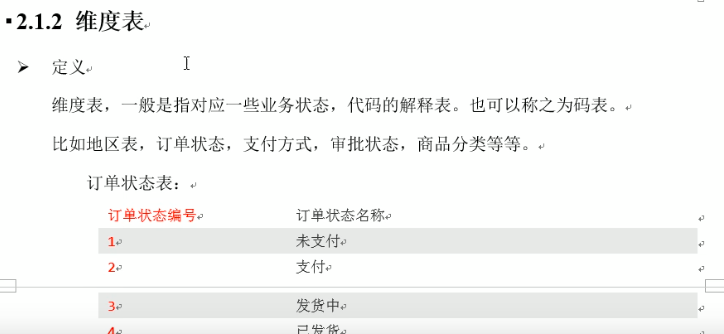 2.1.2 维度表
定义
维度表，一般是指对应一些业务状态，代码的解释表。也可以称之为码表。
比如地区表，订单状态，支付方式，审批状态，商品分类等等。
订单状态表：
订单状态编号 订单状态名称
1 未支付
2 支付
3 发货中
4 已发货